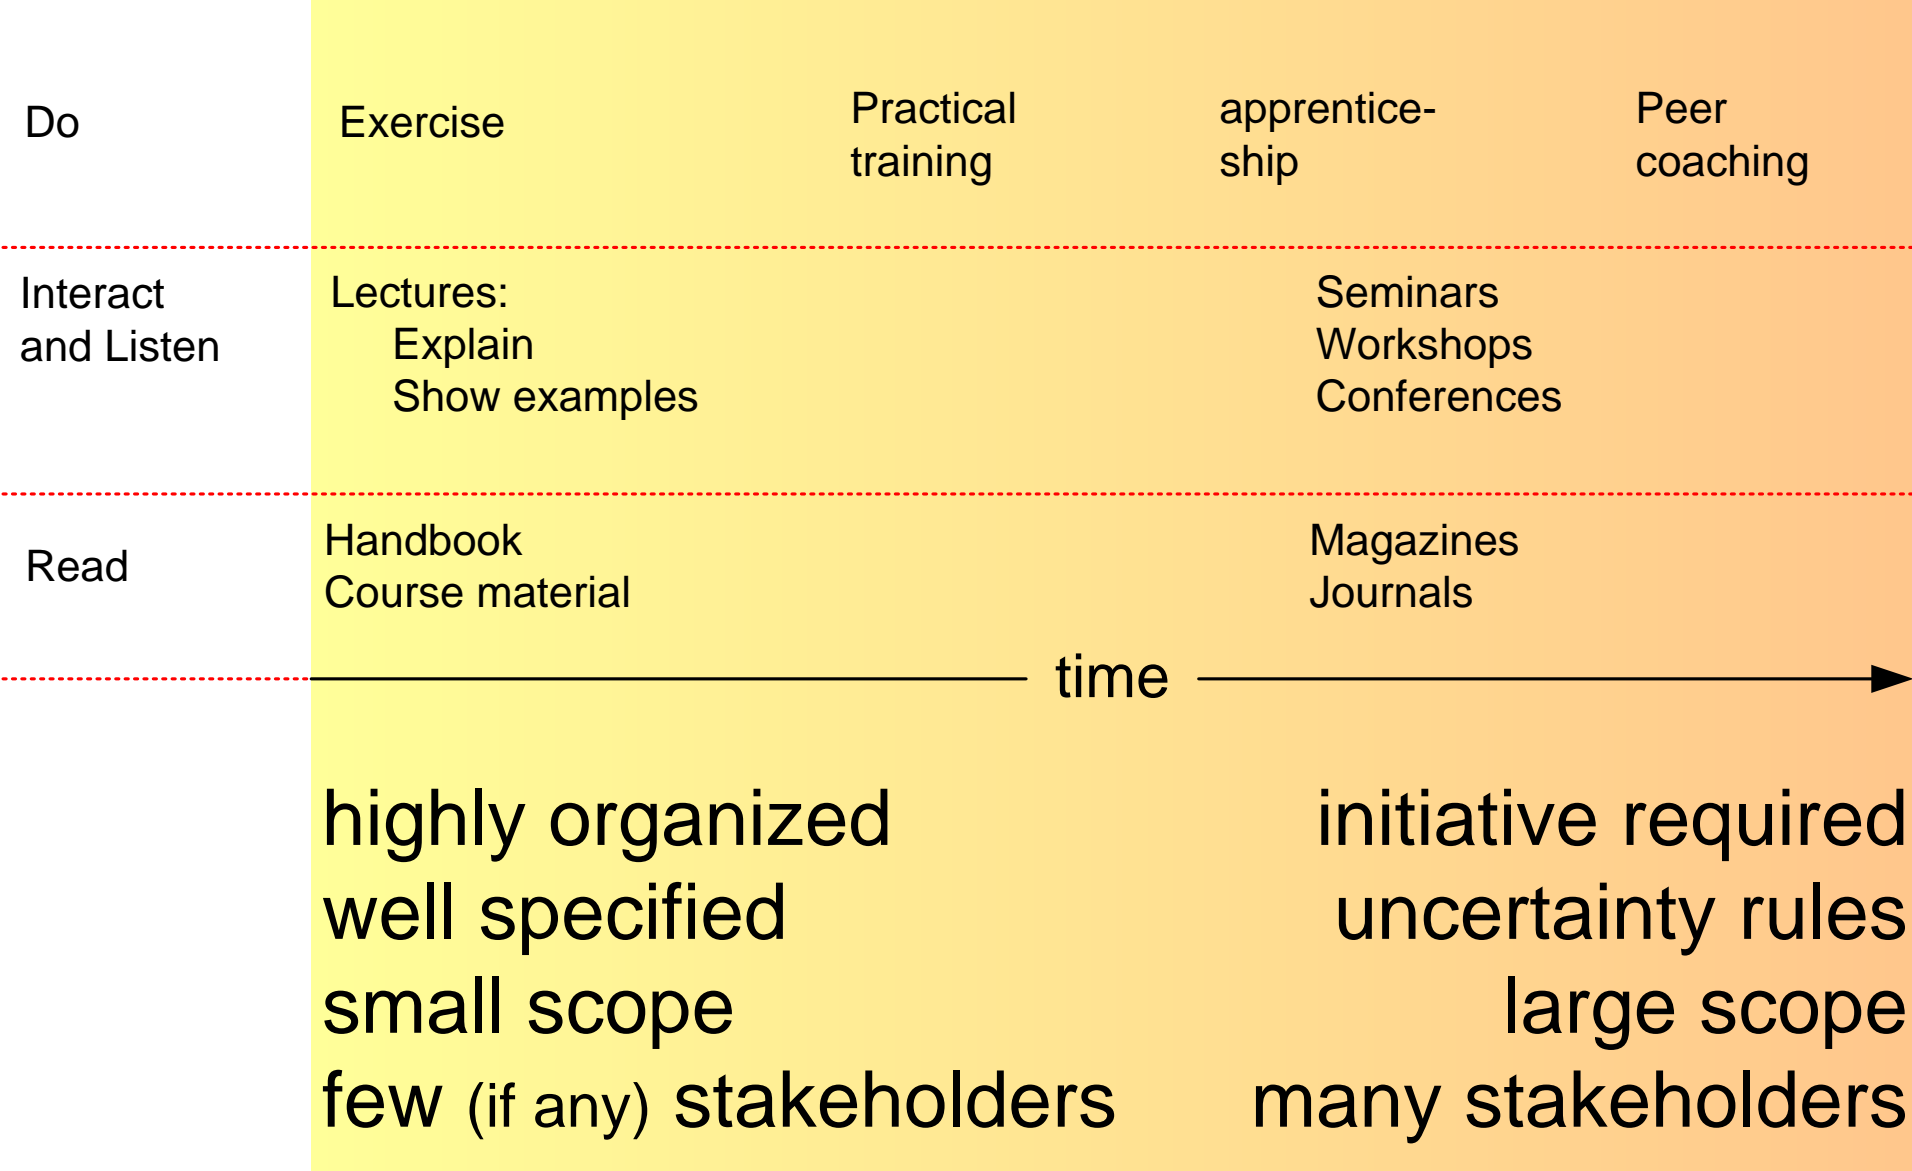 Do
Exercise
Practical
training
apprentice-
ship
Peer
coaching
Interact
and Listen
Lectures:
Explain
Show examples
Seminars
Workshops
Conferences
Read
Handbook
Course material
Magazines
Journals
time
highly organized
well specified
small scope
few (if any) stakeholders
initiative required
uncertainty rules
large scope
many stakeholders